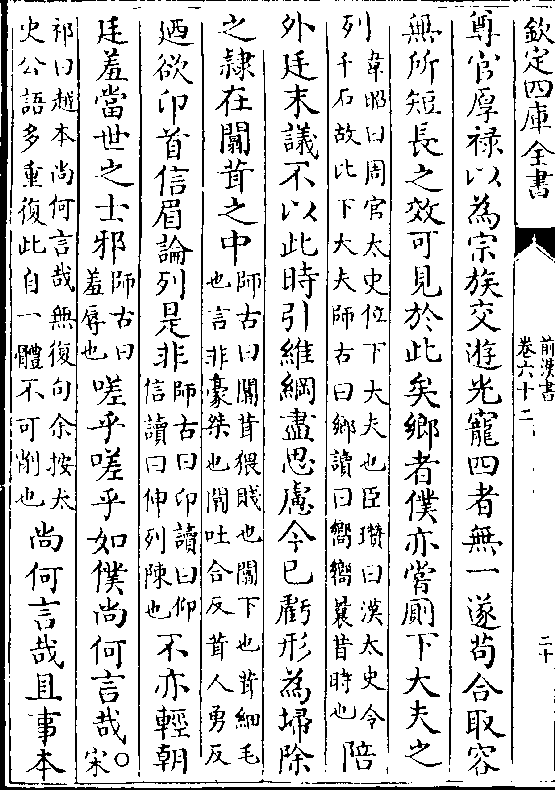 欽定四庫全書
前漢書
卷六十二
二十
尊官厚禄以為宗族交遊光寵四者無一遂苟合取容
無所短長之效可見於此矣鄉者僕亦嘗厠下大夫之
列韋昭曰周官太史位下大夫也臣瓚曰漢太史令
千石故比下大夫師古曰鄉讀曰嚮嚮曩昔時也陪
外廷末議不以此時引維綱盡思慮今已虧形為埽除
之隷在闒茸之中師古曰闒茸猥賤也闒下也茸細毛
也言非豪桀也闒吐合反茸人勇反
廼欲卬首信眉論列是非師古曰卬讀曰仰
信讀曰伸列陳也不亦輕朝
廷羞當世之士邪師古曰
羞辱也嗟乎嗟乎如僕尚何言哉○宋
祁曰越本尚何言哉無復句余按太
史公語多重復此自一體不可削也尚何言哉且事本